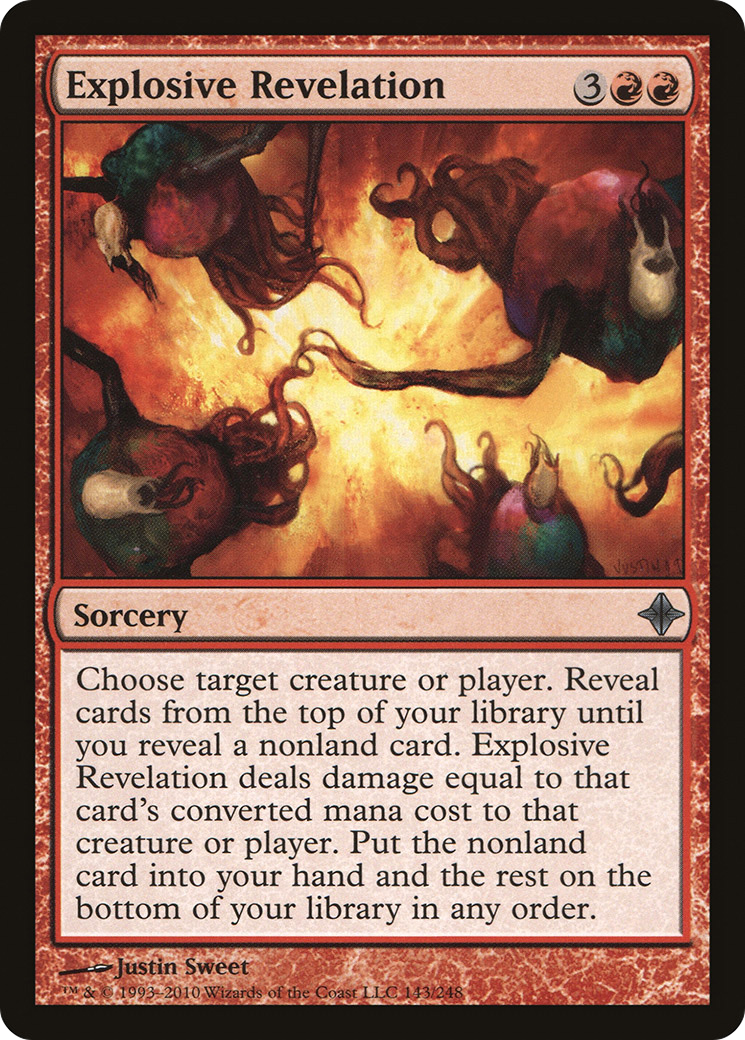 Explosive Revelation 3
Sorcery
Choose target creature or player. Reveal
cards from the top of your library until
you reveal a nonland card. Explosive
Revelation deals damage equal to that
card's converted mana cost to that
creature or player. Put the nonland
card into your hand and the rest on the
bottom of your library in any order.
Justin Sweet
™ & © 1993–2010 Wizards of the Coast LLC 143/248